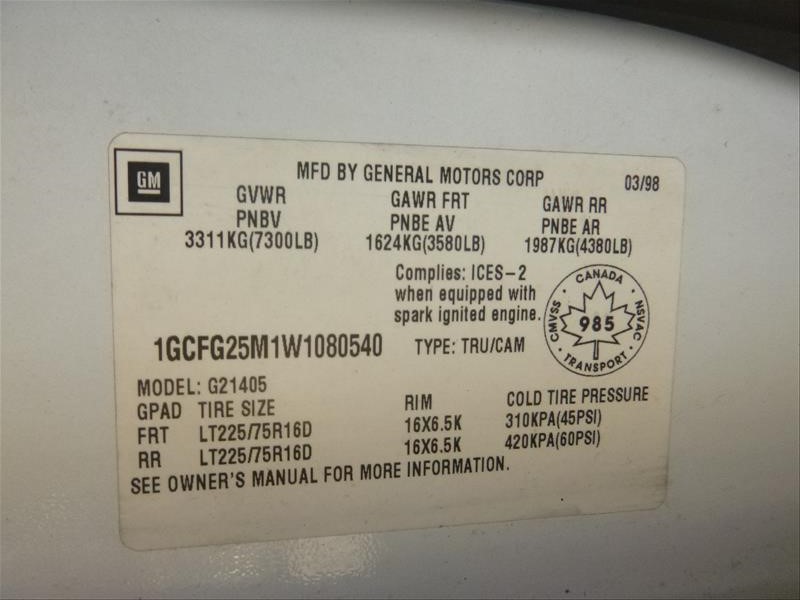 GM
MFD BY GENERAL MOTORS CORP 03/98
GVWR GAWR FRT GAWR RR
PNBV PNBE AV PNBE AR
3311KG(7300LB) 1624KG(3580LB) 1987KG(4380LB)
Complies: ICES-2
when equipped with
spark ignited engine.
CANADA
CMVSS 985 NSVAC
TRANSPORT
1GCFG25M1W1080540 TYPE: TRU/CAM
MODEL: G21405
GPAD TIRE SIZE RIM COLD TIRE PRESSURE
FRT LT225/75R16D 16X6.5K 310KPA(45PSI)
RR LT225/75R16D 16X6.5K 420KPA(60PSI)
SEE OWNER'S MANUAL FOR MORE INFORMATION.